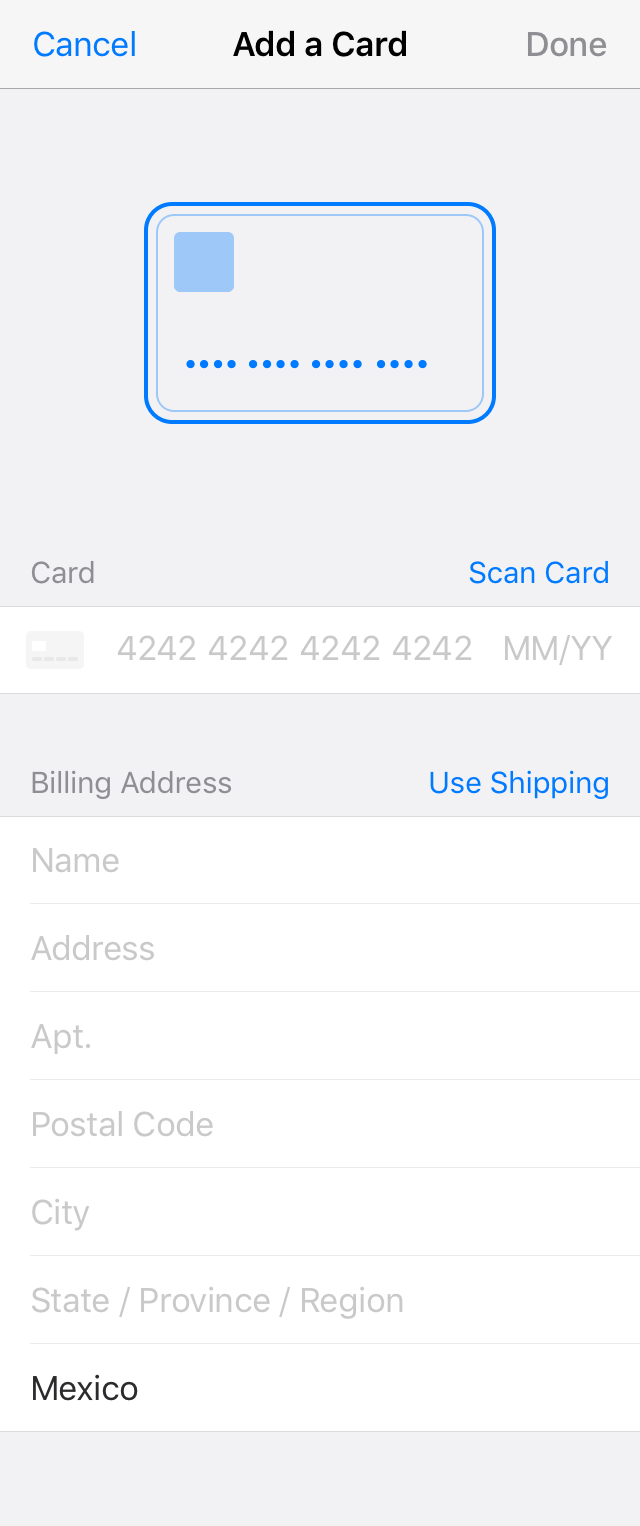 Cancel Add a Card Done
•••• •••• •••• ••••
Card Scan Card
4242 4242 4242 4242 MM/YY
Billing Address Use Shipping
Name
Address
Apt.
Postal Code
City
State / Province / Region
Mexico